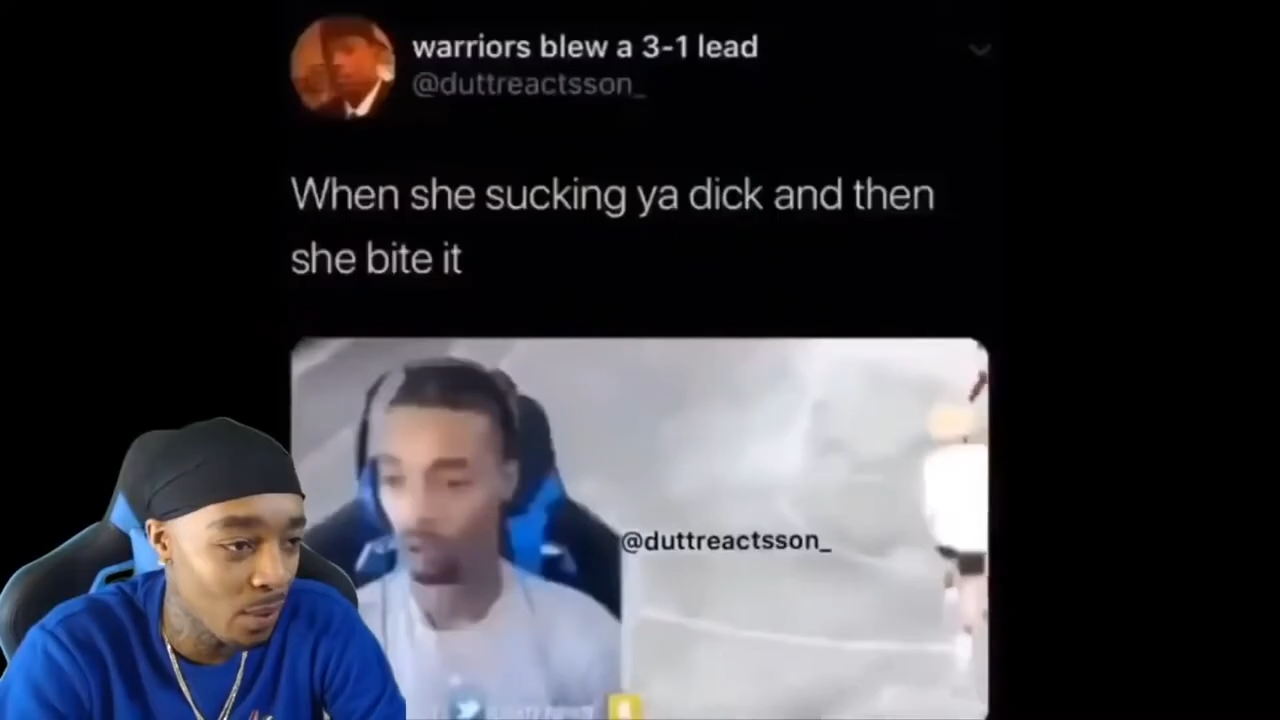 warriors blew a 3-1 lead
@duttreactsson_
When she sucking ya dick and then
she bite it
@duttreactsson_